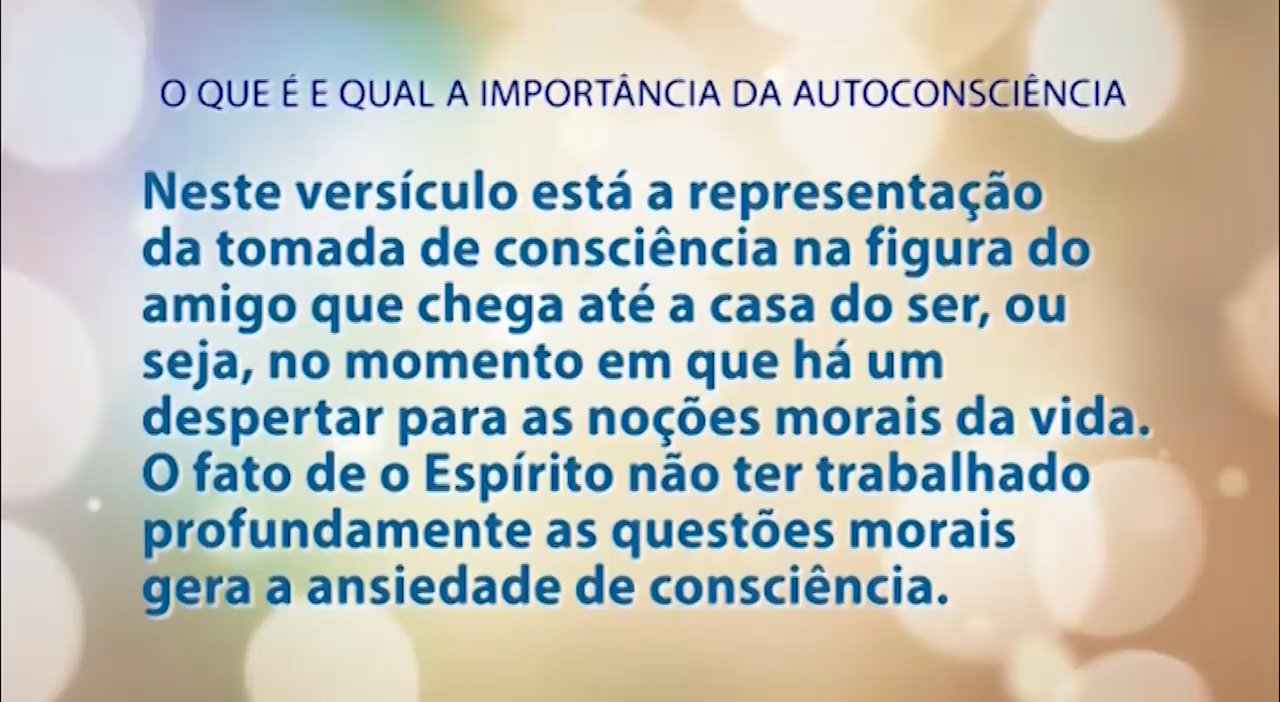 O QUE É E QUAL A IMPORTÂNCIA DA AUTOCONSCIÊNCIA
Neste versículo está a representação
da tomada de consciência na figura do
amigo que chega até a casa do ser, ou
seja, no momento em que há um
despertar para as noções morais da vida.
O fato de o Espírito não ter trabalhado
profundamente as questões morais
gera a ansiedade de consciência.